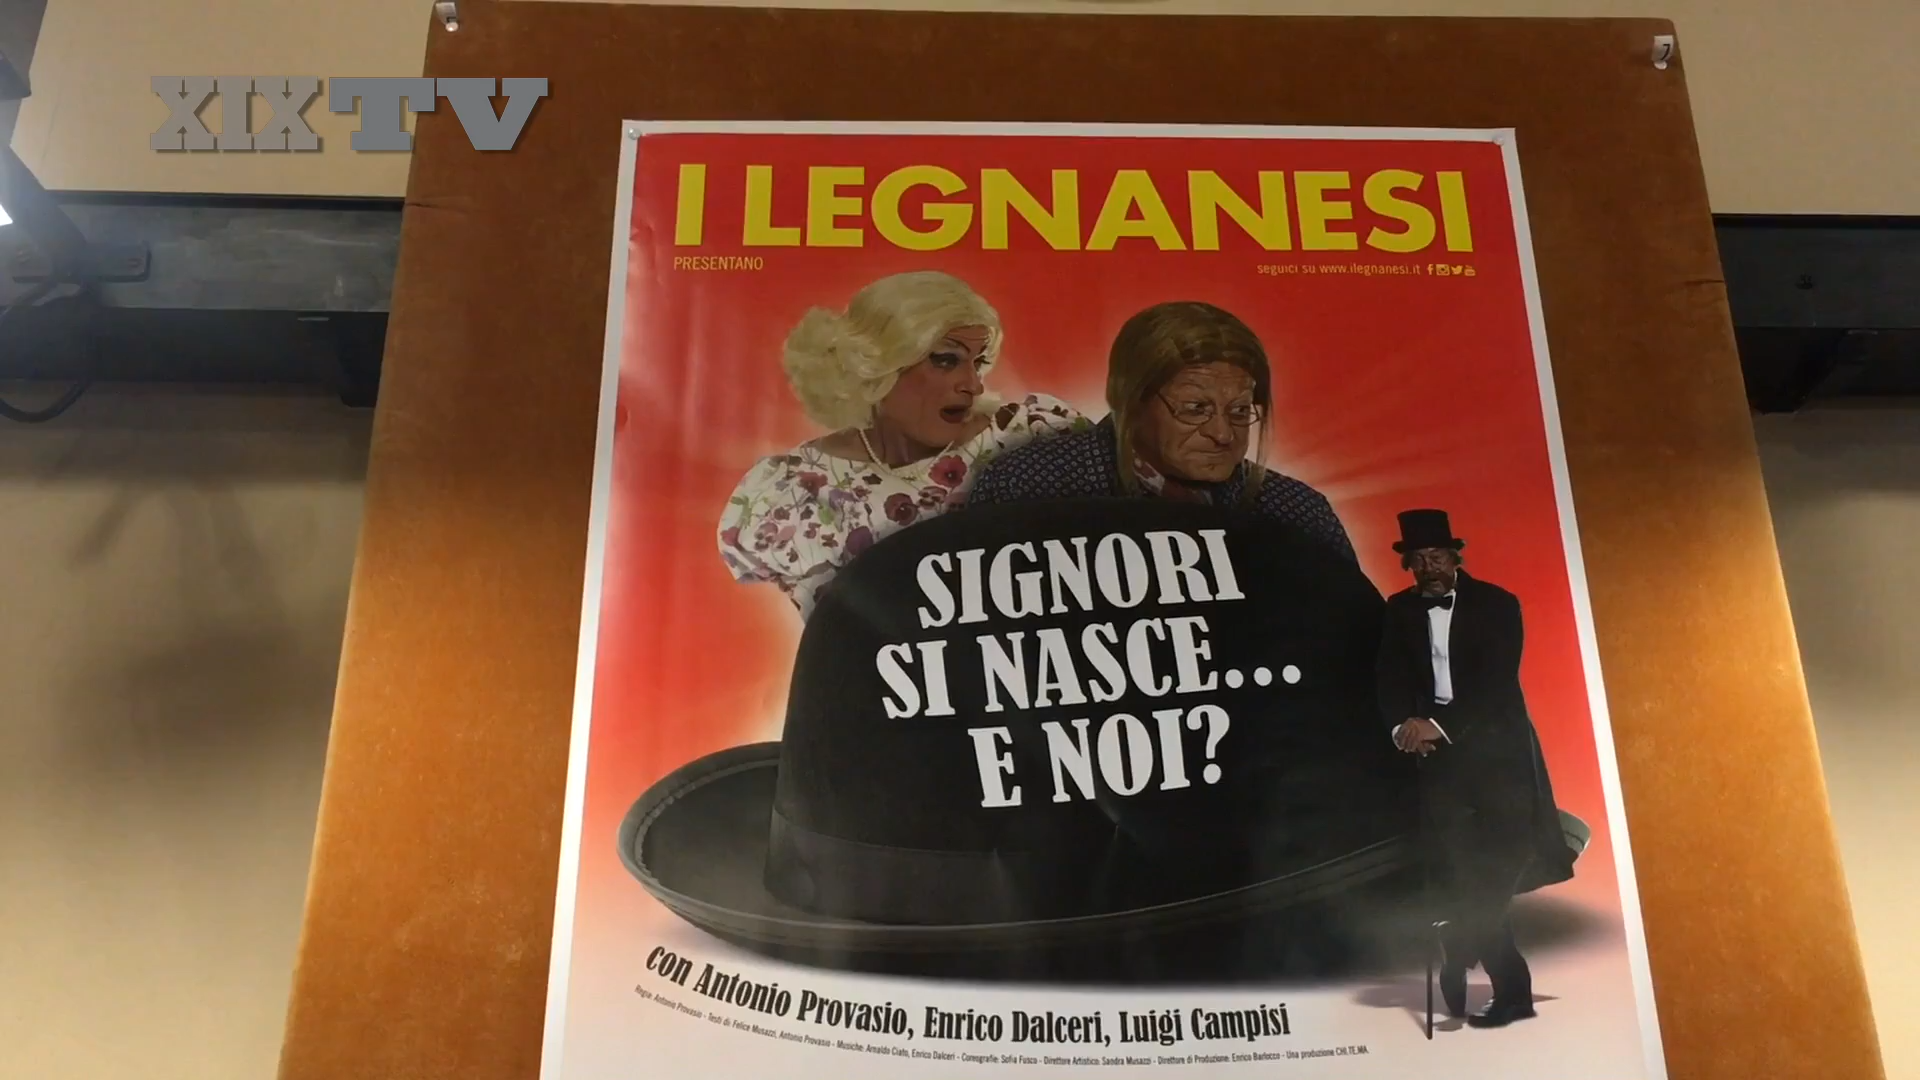 XIXTV
I LEGNANESI
PRESENTANO
seguici su www.ilegnanesi.it
SIGNORI
SI NASCE...
E NOI?
con Antonio Provasio, Enrico Dalceri, Luigi Campisi
Regia: Antonio Provasio - Testi di: Felice Musazzi, Antonio Provasio - Musiche: Arnaldo Ciato, Enrico Dalceri - Coreografie: Sofia Fusco - Direttore Artistico: Sandra Musazzi - Direttore di Produzione: Enrico Barlocco - Una produzione CHI.TE.MA.